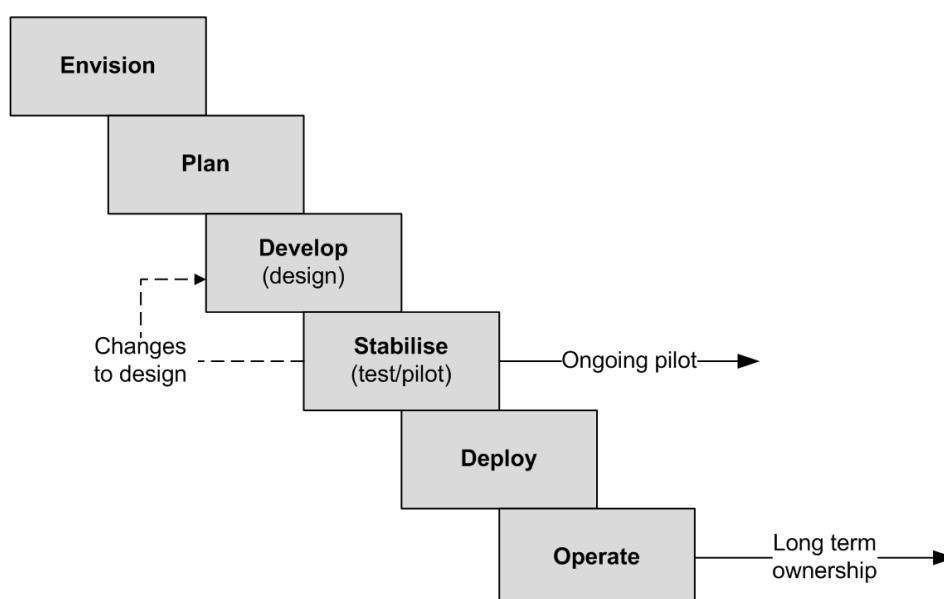 Envision
Plan
Develop
(design)
Changes
to design
Stabilise
(test/pilot)
Ongoing pilot
Deploy
Operate
Long term
ownership